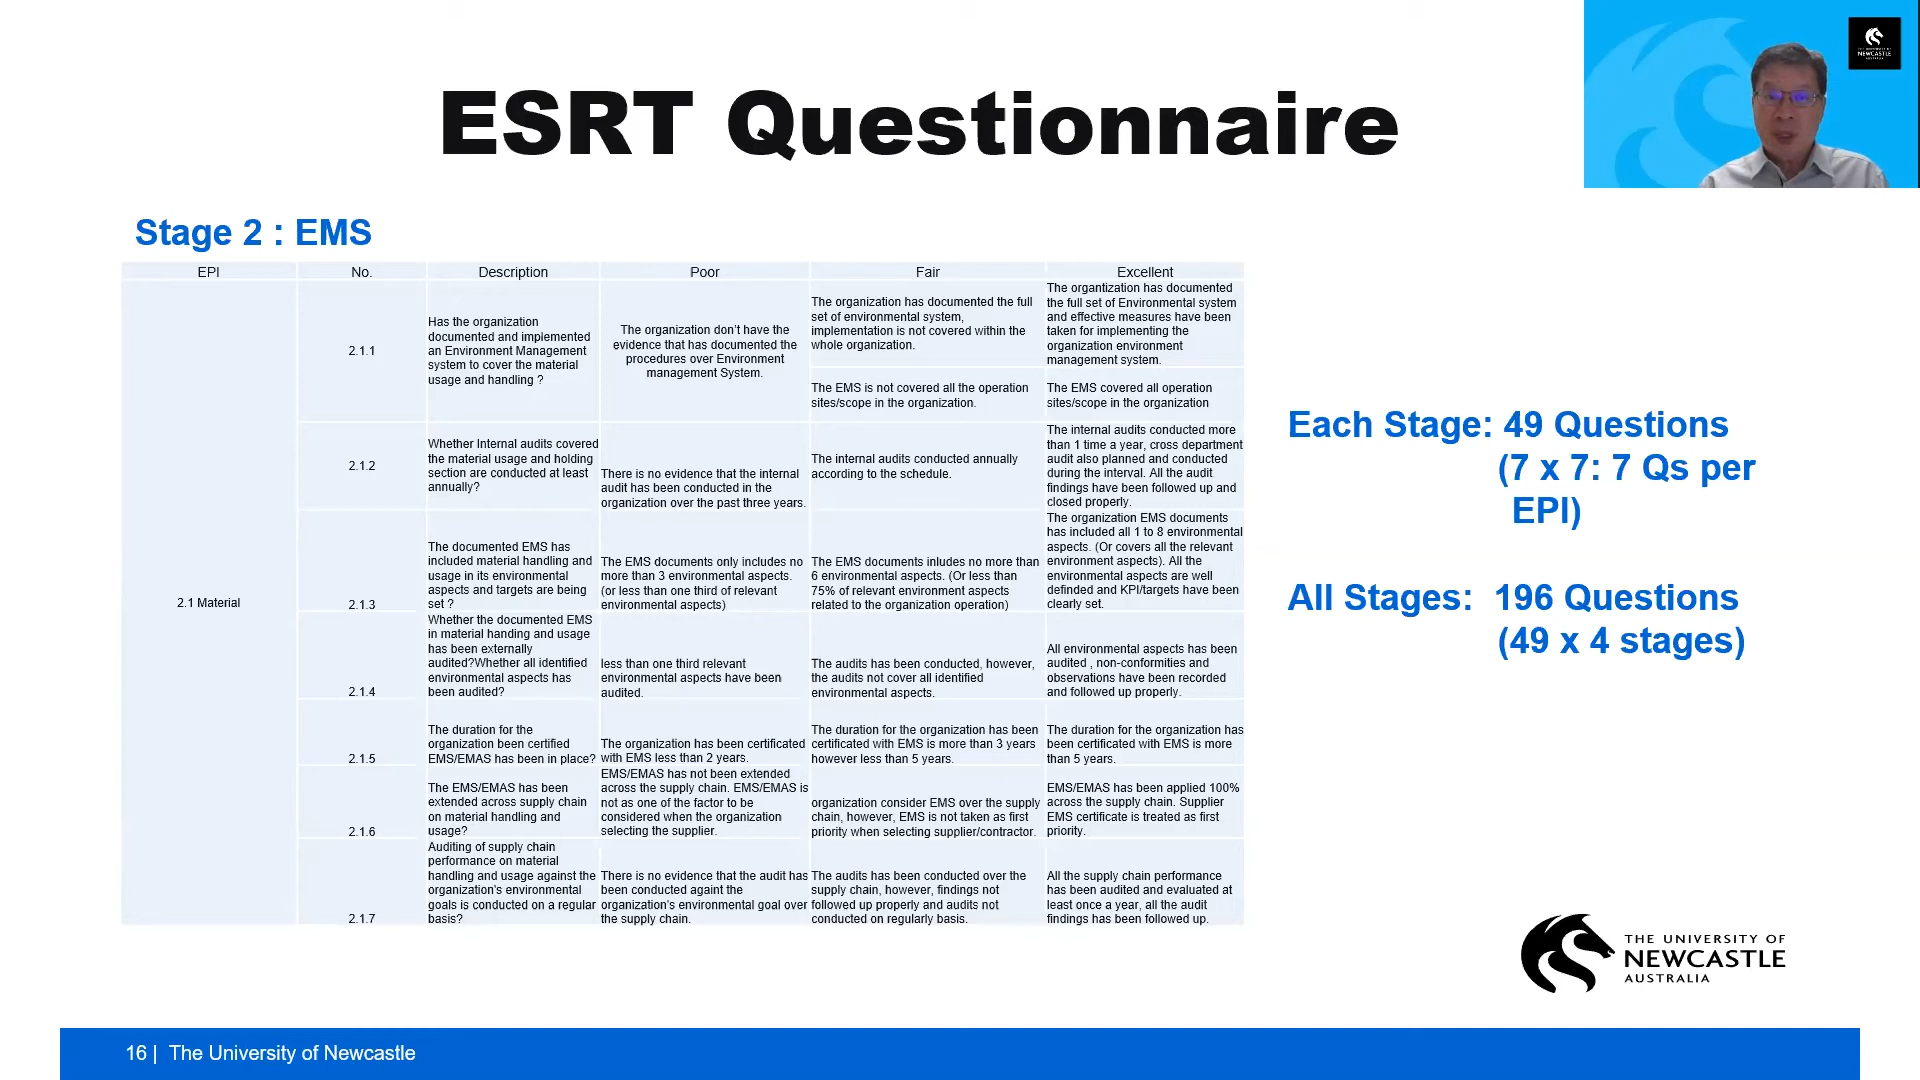 ESRT Questionnaire
THE UNIVERSITY OF
NEWCASTLE
AUSTRALIA
Stage 2 : EMS
EPI No. Description Poor Fair Excellent
2.1 Material
2.1.1
Has the organization
documented and implemented
an Environment Management
system to cover the material
usage and handling ?
The organization don't have the
evidence that has documented the
procedures over Environment
management System.
The organization has documented the full
set of environmental system,
implementation is not covered within the
whole organization.
The organtization has documented
the full set of Environmental system
and effective measures have been
taken for implementing the
organization environment
management system.
The EMS is not covered all the operation
sites/scope in the organization.
The EMS covered all operation
sites/scope in the organization
2.1.2
Whether Internal audits covered
the material usage and holding
section are conducted at least
annually?
There is no evidence that the internal
audit has been conducted in the
organization over the past three years.
The internal audits conducted annually
according to the schedule.
The internal audits conducted more
than 1 time a year, cross department
audit also planned and conducted
during the interval. All the audit
findings have been followed up and
closed properly.
2.1.3
The documented EMS has
included material handling and
usage in its environmental
aspects and targets are being
set ?
The EMS documents only includes no
more than 3 environmental aspects.
(or less than one third of relevant
environmental aspects)
The EMS documents inludes no more than
6 environmental aspects. (Or less than
75% of relevant environment aspects
related to the organization operation)
The organization EMS documents
has included all 1 to 8 environmental
aspects. (Or covers all the relevant
environment aspects). All the
environmental aspects are well
definded and KPI/targets have been
clearly set.
2.1.4
Whether the documented EMS
in material handing and usage
has been externally
audited?Whether all identified
environmental aspects has
been audited?
less than one third relevant
environmental aspects have been
audited.
The audits has been conducted, however,
the audits not cover all identified
environmental aspects.
All environmental aspects has been
audited , non-conformities and
observations have been recorded
and followed up properly.
2.1.5
The duration for the
organization been certified
EMS/EMAS has been in place?
The organization has been certificated
with EMS less than 2 years.
The duration for the organization has been
certificated with EMS is more than 3 years
however less than 5 years.
The duration for the organization has
been certificated with EMS is more
than 5 years.
2.1.6
The EMS/EMAS has been
extended across supply chain
on material handling and
usage?
EMS/EMAS has not been extended
across the supply chain. EMS/EMAS is
not as one of the factor to be
considered when the organization
selecting the supplier.
organization consider EMS over the supply
chain, however, EMS is not taken as first
priority when selecting supplier/contractor.
EMS/EMAS has been applied 100%
across the supply chain. Supplier
EMS certificate is treated as first
priority.
2.1.7
Auditing of supply chain
performance on material
handling and usage against the
organization's environmental
goals is conducted on a regular
basis?
There is no evidence that the audit has
been conducted against the
organization's environmental goal over
the supply chain.
The audits has been conducted over the
supply chain, however, findings not
followed up properly and audits not
conducted on regularly basis.
All the supply chain performance
has been audited and evaluated at
least once a year, all the audit
findings has been followed up.
Each Stage: 49 Questions
(7 x 7: 7 Qs per
EPI)
All Stages: 196 Questions
(49 x 4 stages)
THE UNIVERSITY OF
NEWCASTLE
AUSTRALIA
16 | The University of Newcastle